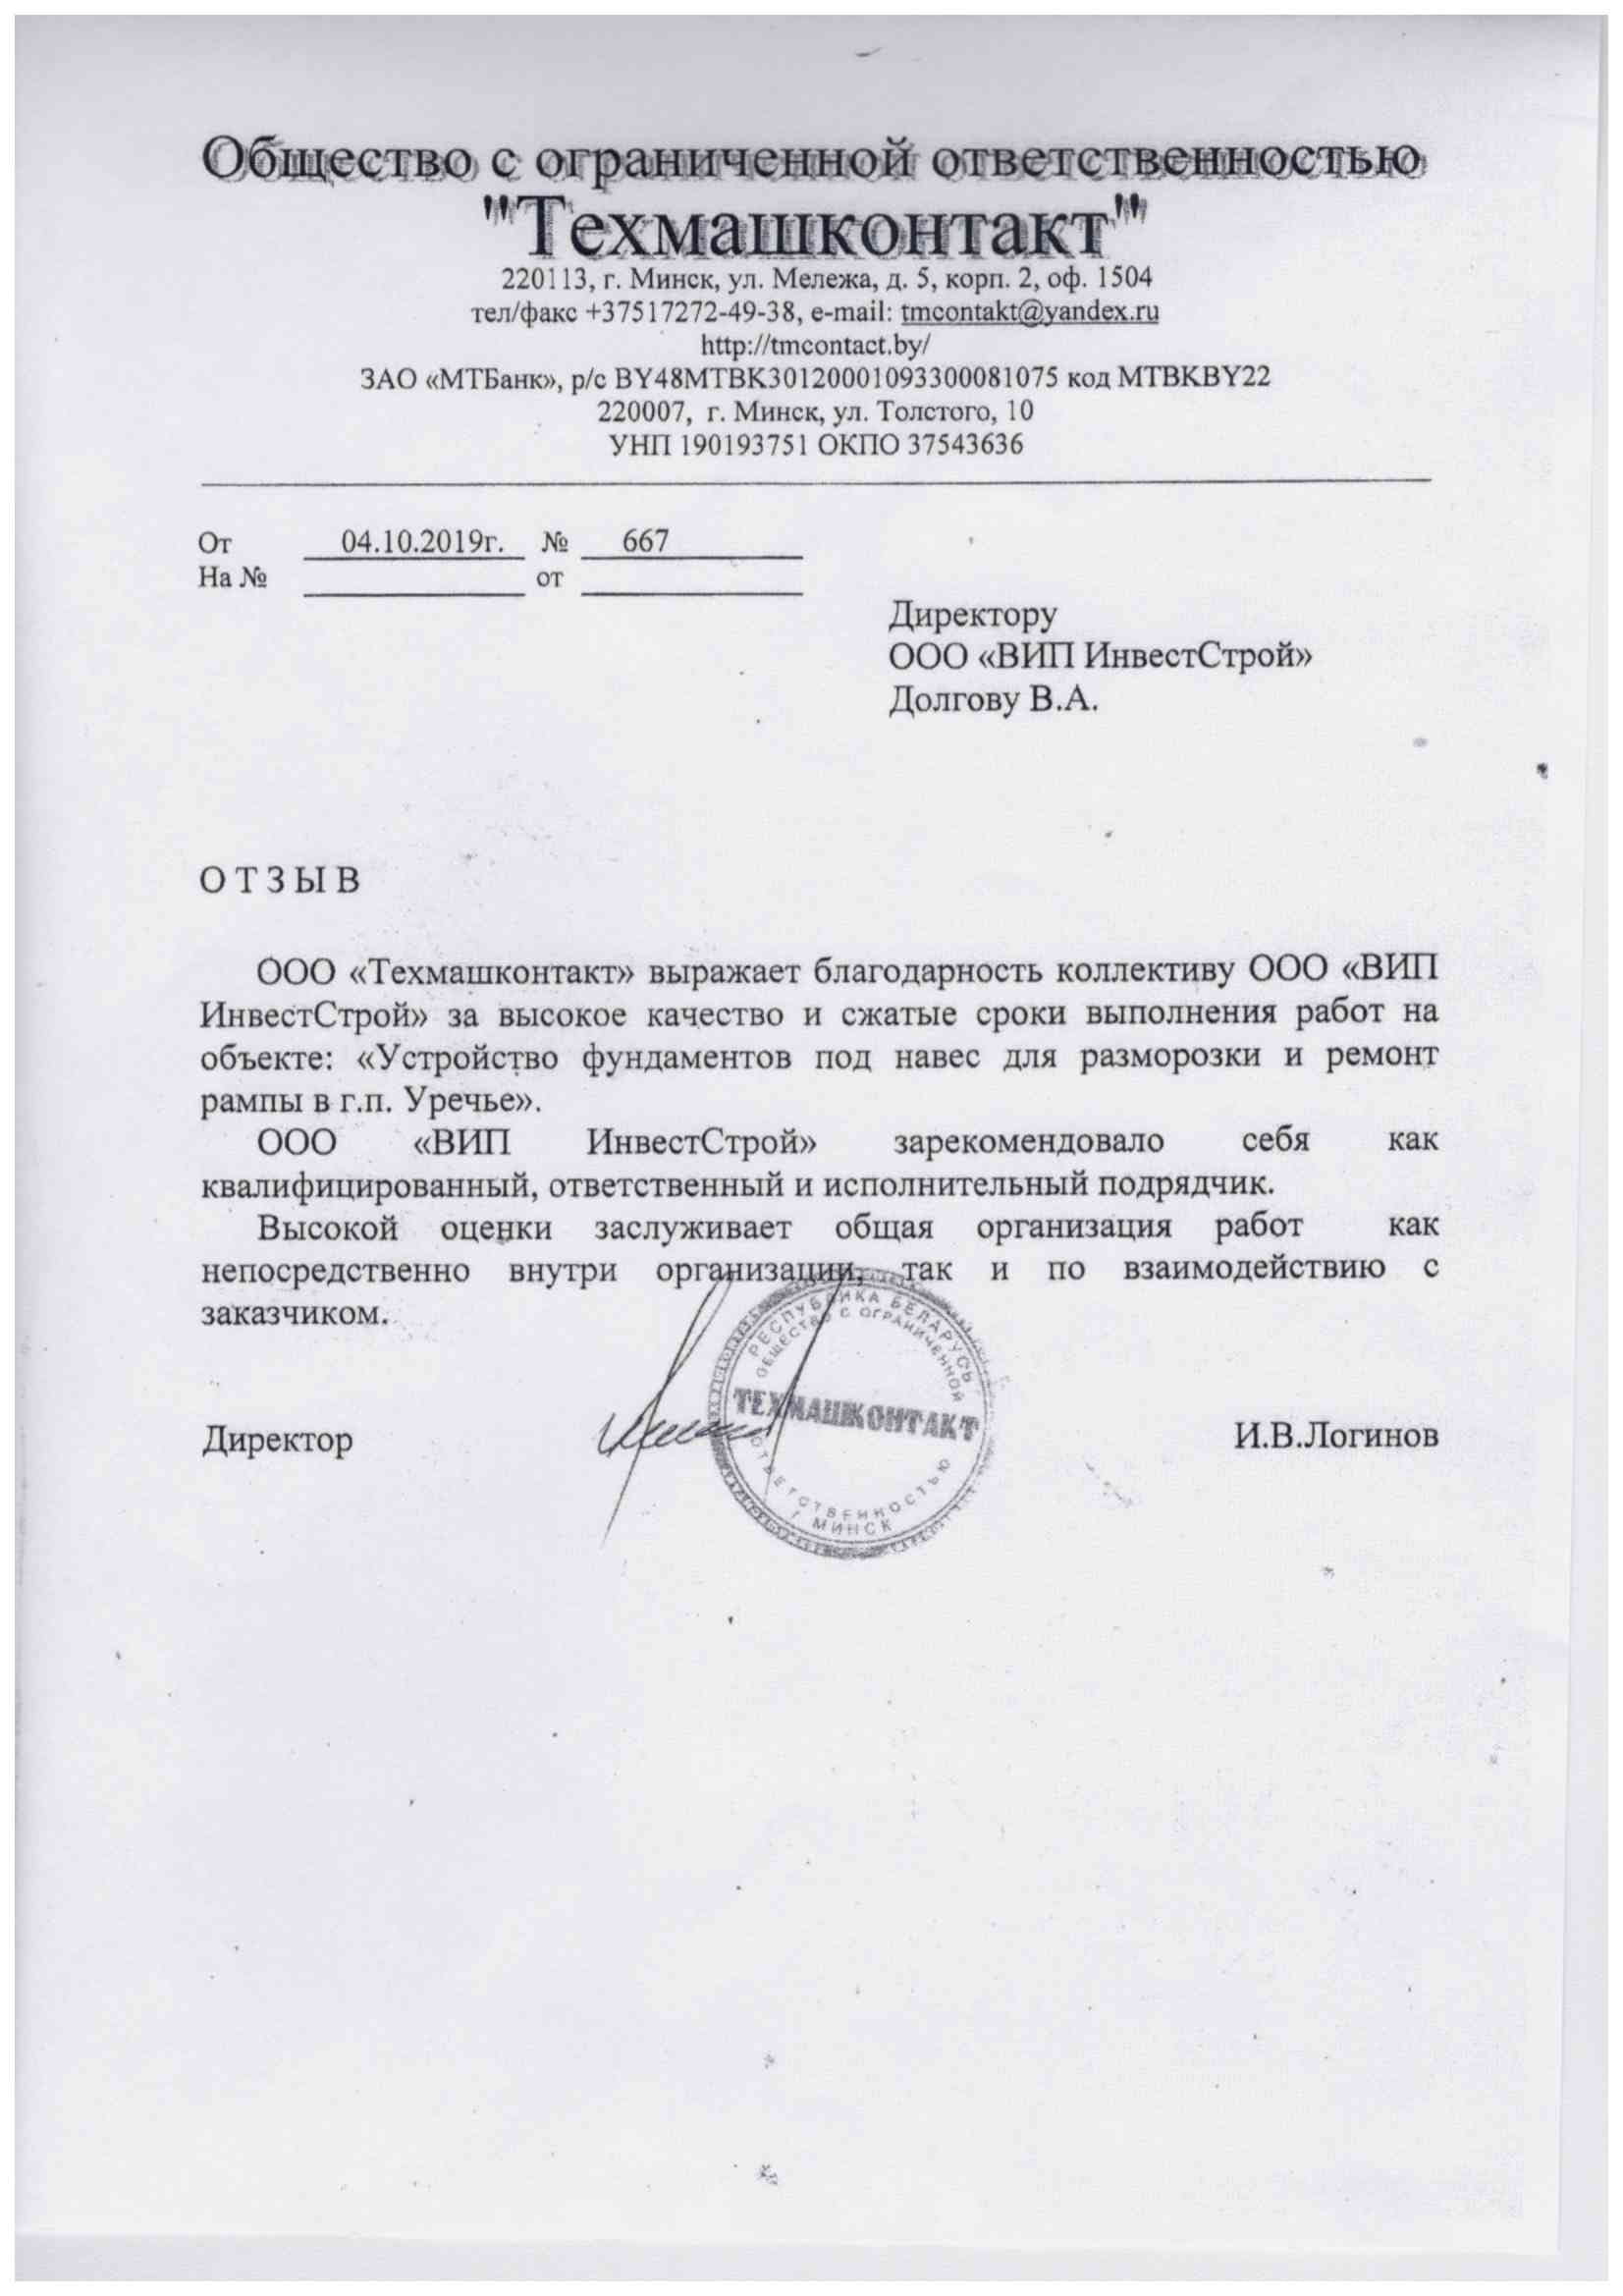 Общество с ограниченной ответственностью
"Техмашконтакт"
220113, г. Минск, ул. Мележа, д. 5, корп. 2, оф. 1504
тел/факс +37517272-49-38, e-mail: tmcontakt@yandex.ru
http://tmcontact.by/
ЗАО «МТБанк», р/с BY48MTBK30120001093300081075 код MTBKBY22
220007, г. Минск, ул. Толстого, 10
УНП 190193751 ОКПО 37543636
От 04.10.2019г. № 667
На № от
Директору
ООО «ВИП ИнвестСтрой»
Долгову В.А.
ОТЗЫВ
ООО «Техмашконтакт» выражает благодарность коллективу ООО «ВИП
ИнвестСтрой» за высокое качество и сжатые сроки выполнения работ на
объекте: «Устройство фундаментов под навес для разморозки и ремонт
рампы в г.п. Уречье».
ООО «ВИП ИнвестСтрой» зарекомендовало себя как
квалифицированный, ответственный и исполнительный подрядчик.
Высокой оценки заслуживает общая организация работ как
непосредственно внутри организации, так и по взаимодействию с
заказчиком.
РЕСПУБЛИКА БЕЛАРУСЬ
ОБЩЕСТВО С ОГРАНИЧЕННОЙ
ТЕХМАШКОНТАКТ
ОТВЕТСТВЕННОСТЬЮ
г МИНСК
Директор И.В.Логинов